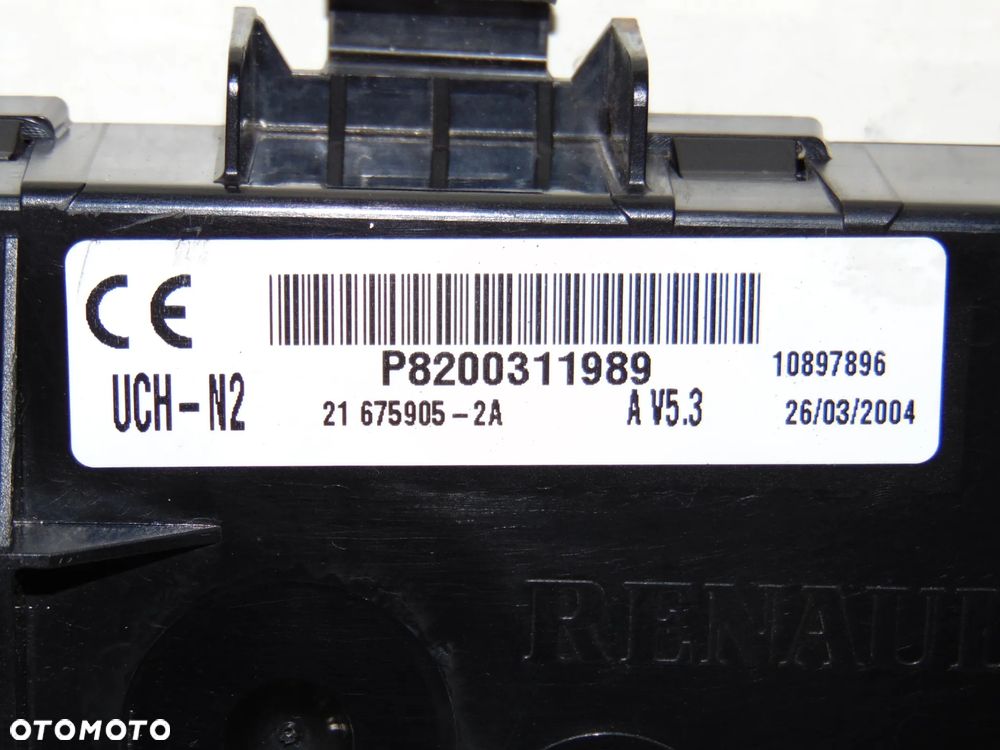 CE
P8200311989
10897896
UCH-N2
21 675905-2A
A V5.3
26/03/2004
RENAU
OTOMOTO